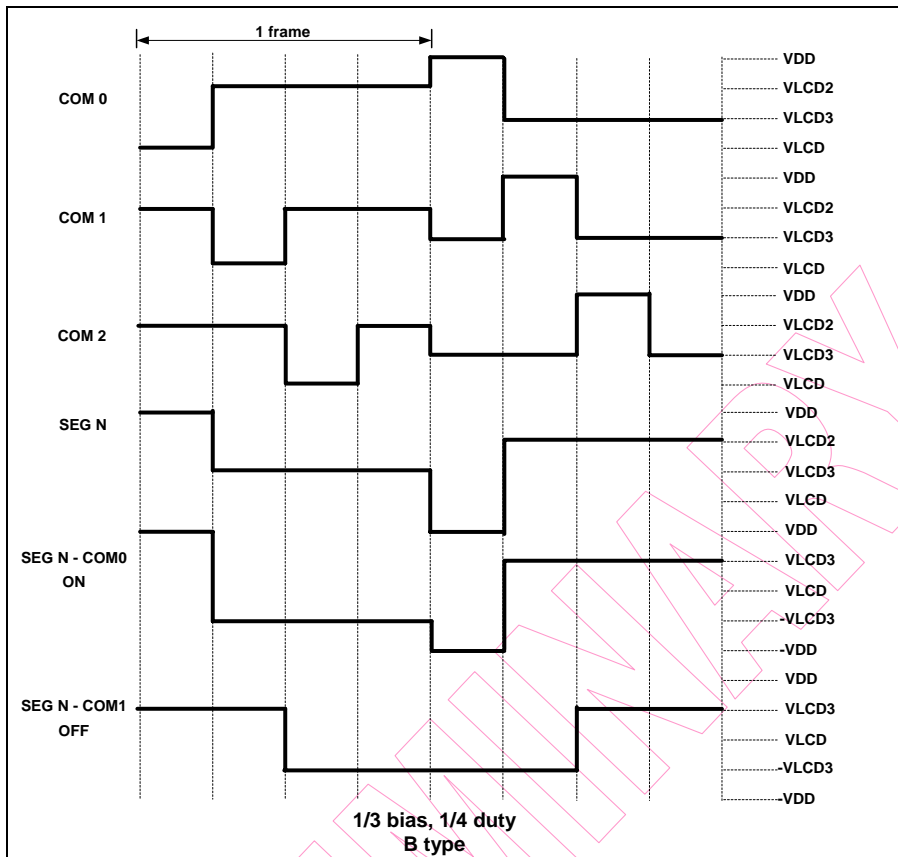 1 frame
COM 0
VDD
VLCD2
VLCD3
VLCD
COM 1
VDD
VLCD2
VLCD3
VLCD
COM 2
VDD
VLCD2
VLCD3
VLCD
SEG N
VDD
VLCD2
VLCD3
VLCD
SEG N - COM0
ON
VDD
VLCD3
VLCD
-VLCD3
-VDD
SEG N - COM1
OFF
VDD
VLCD3
VLCD
-VLCD3
-VDD
1/3 bias, 1/4 duty
B type